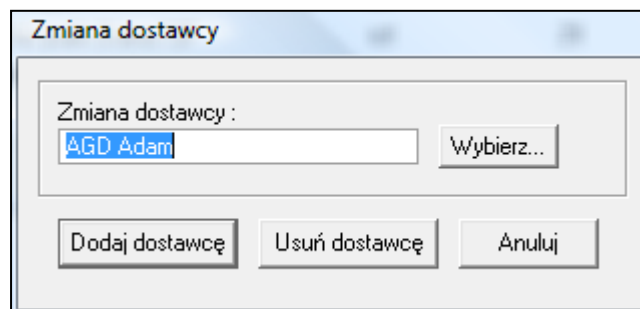 Zmiana dostawcy
Zmiana dostawcy :
AGD Adam
Wybierz...
Dodaj dostawcę
Usuń dostawcę
Anuluj